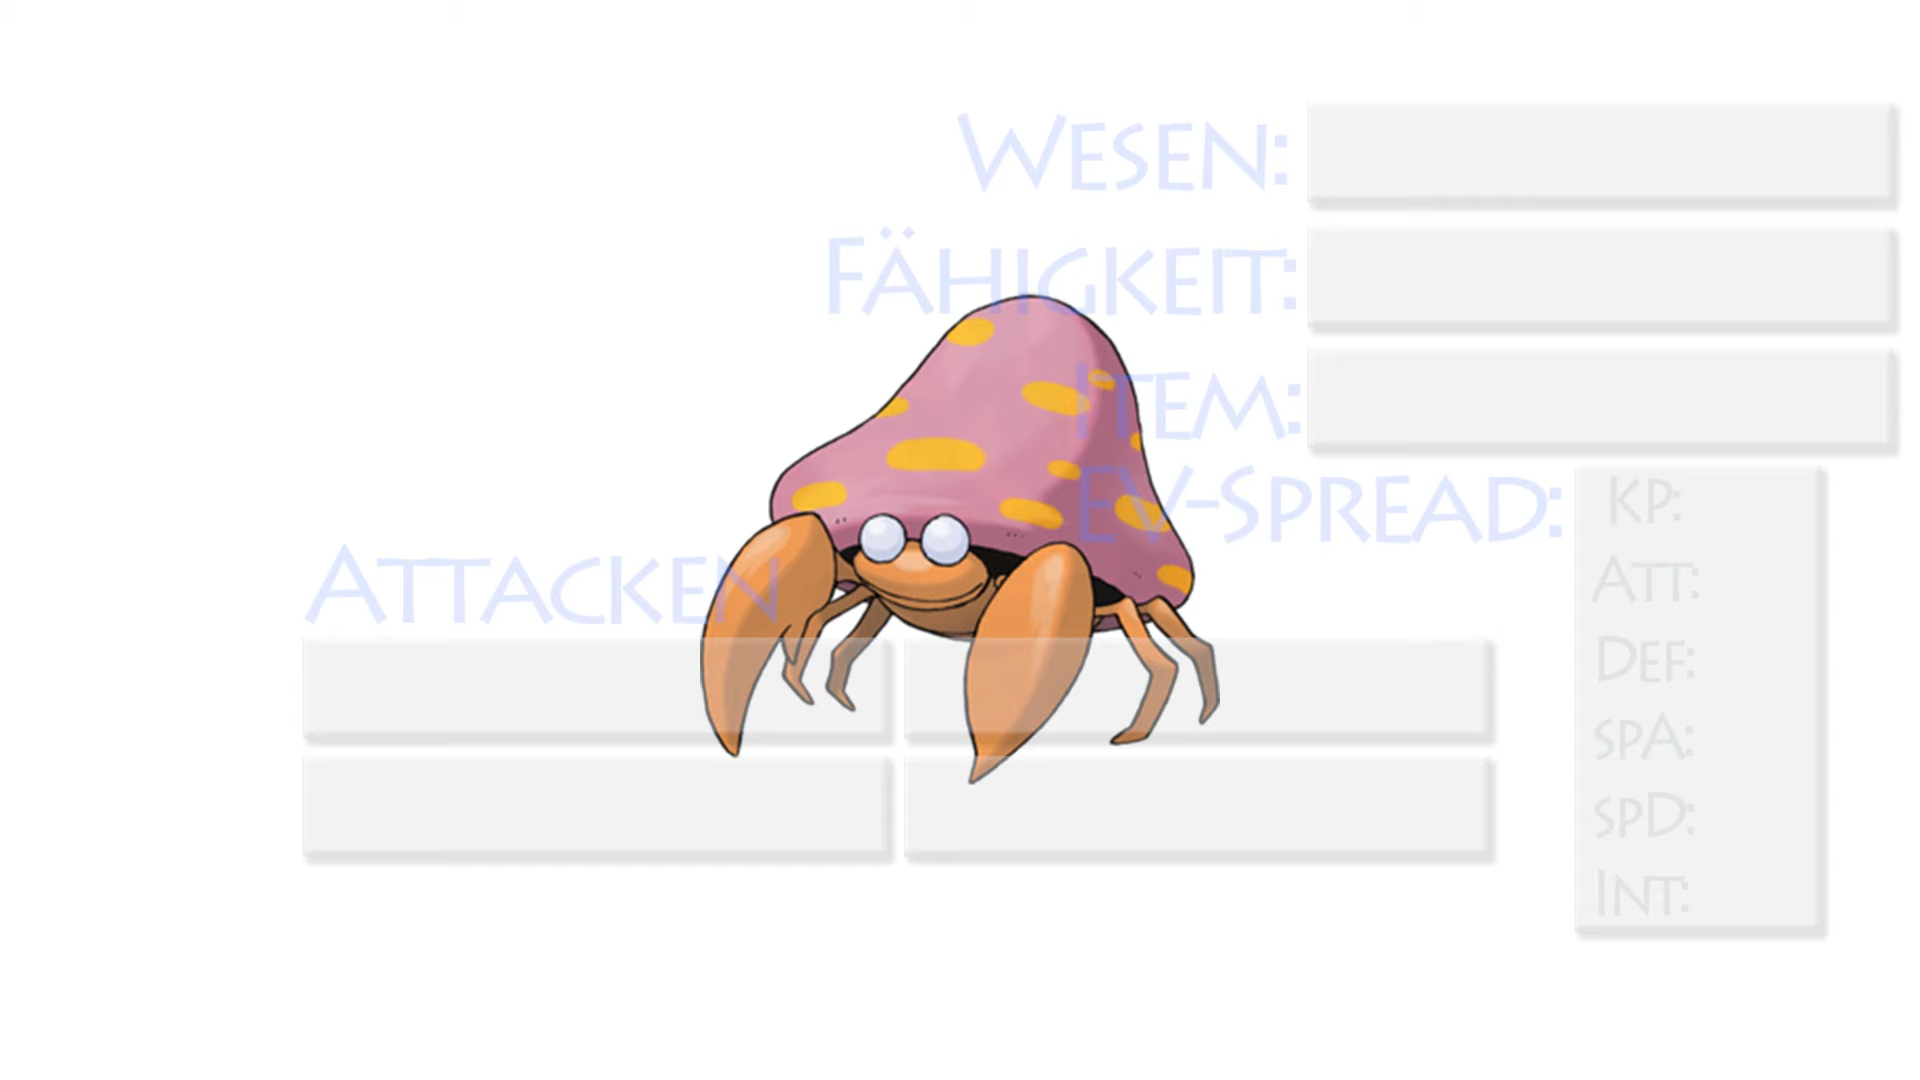 Wesen:
Fähigkeit:
Item:
EV-Spread:
KP:
Att:
Def:
spA:
spD:
Int:
Attacken